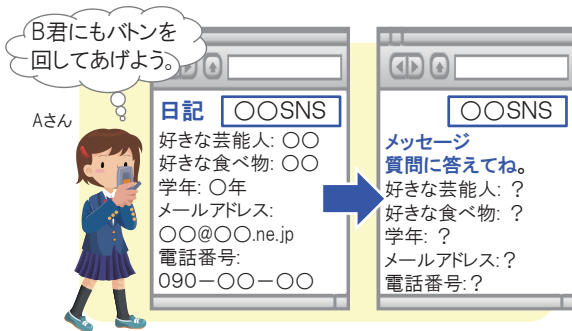 B君にもバトンを
回してあげよう。
Aさん
日記 ○○SNS
好きな芸能人: ○○
好きな食べ物: ○○
学年: ○年
メールアドレス:
○○@○○.ne.jp
電話番号:
090－○○－○○
○○SNS
メッセージ
質問に答えてね。
好きな芸能人: ?
好きな食べ物: ?
学年: ?
メールアドレス:?
電話番号:?